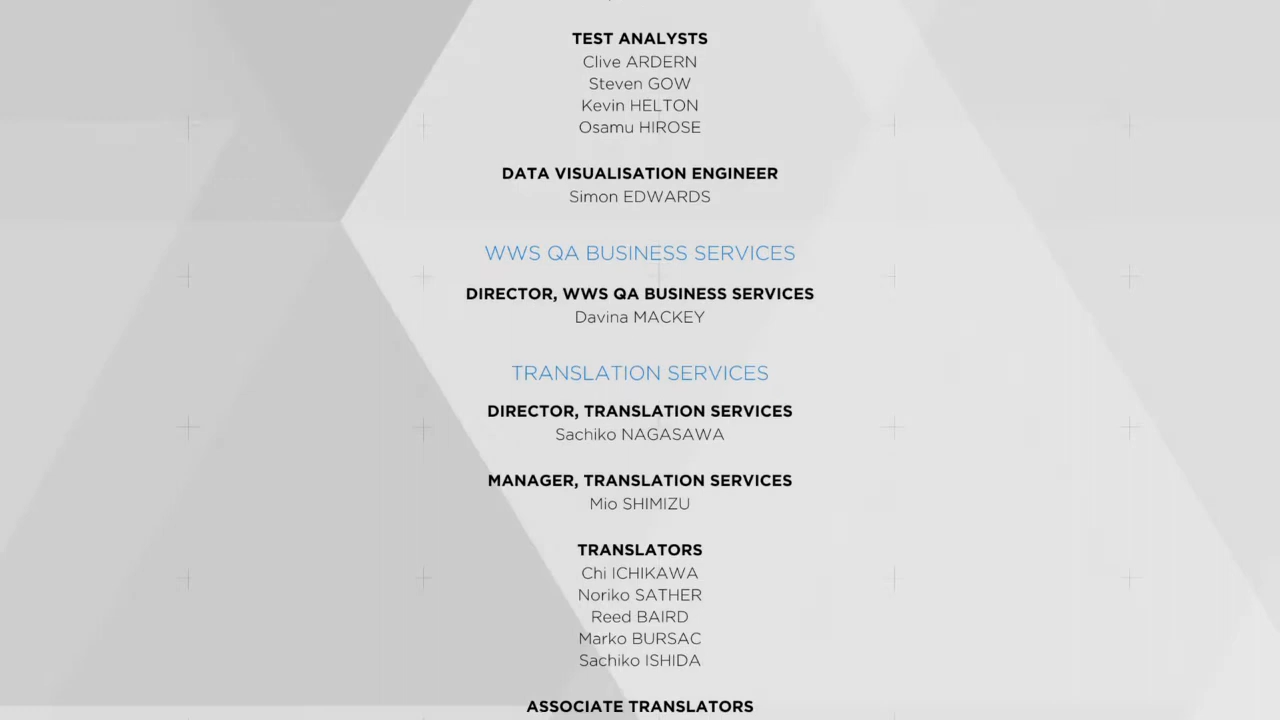 TEST ANALYSTS
Clive ARDERN
Steven GOW
Kevin HELTON
Osamu HIROSE
DATA VISUALISATION ENGINEER
Simon EDWARDS
WWS QA BUSINESS SERVICES
DIRECTOR, WWS QA BUSINESS SERVICES
Davina MACKEY
TRANSLATION SERVICES
DIRECTOR, TRANSLATION SERVICES
Sachiko NAGASAWA
MANAGER, TRANSLATION SERVICES
Mio SHIMIZU
TRANSLATORS
Chi ICHIKAWA
Noriko SATHER
Reed BAIRD
Marko BURSAC
Sachiko ISHIDA
ASSOCIATE TRANSLATORS